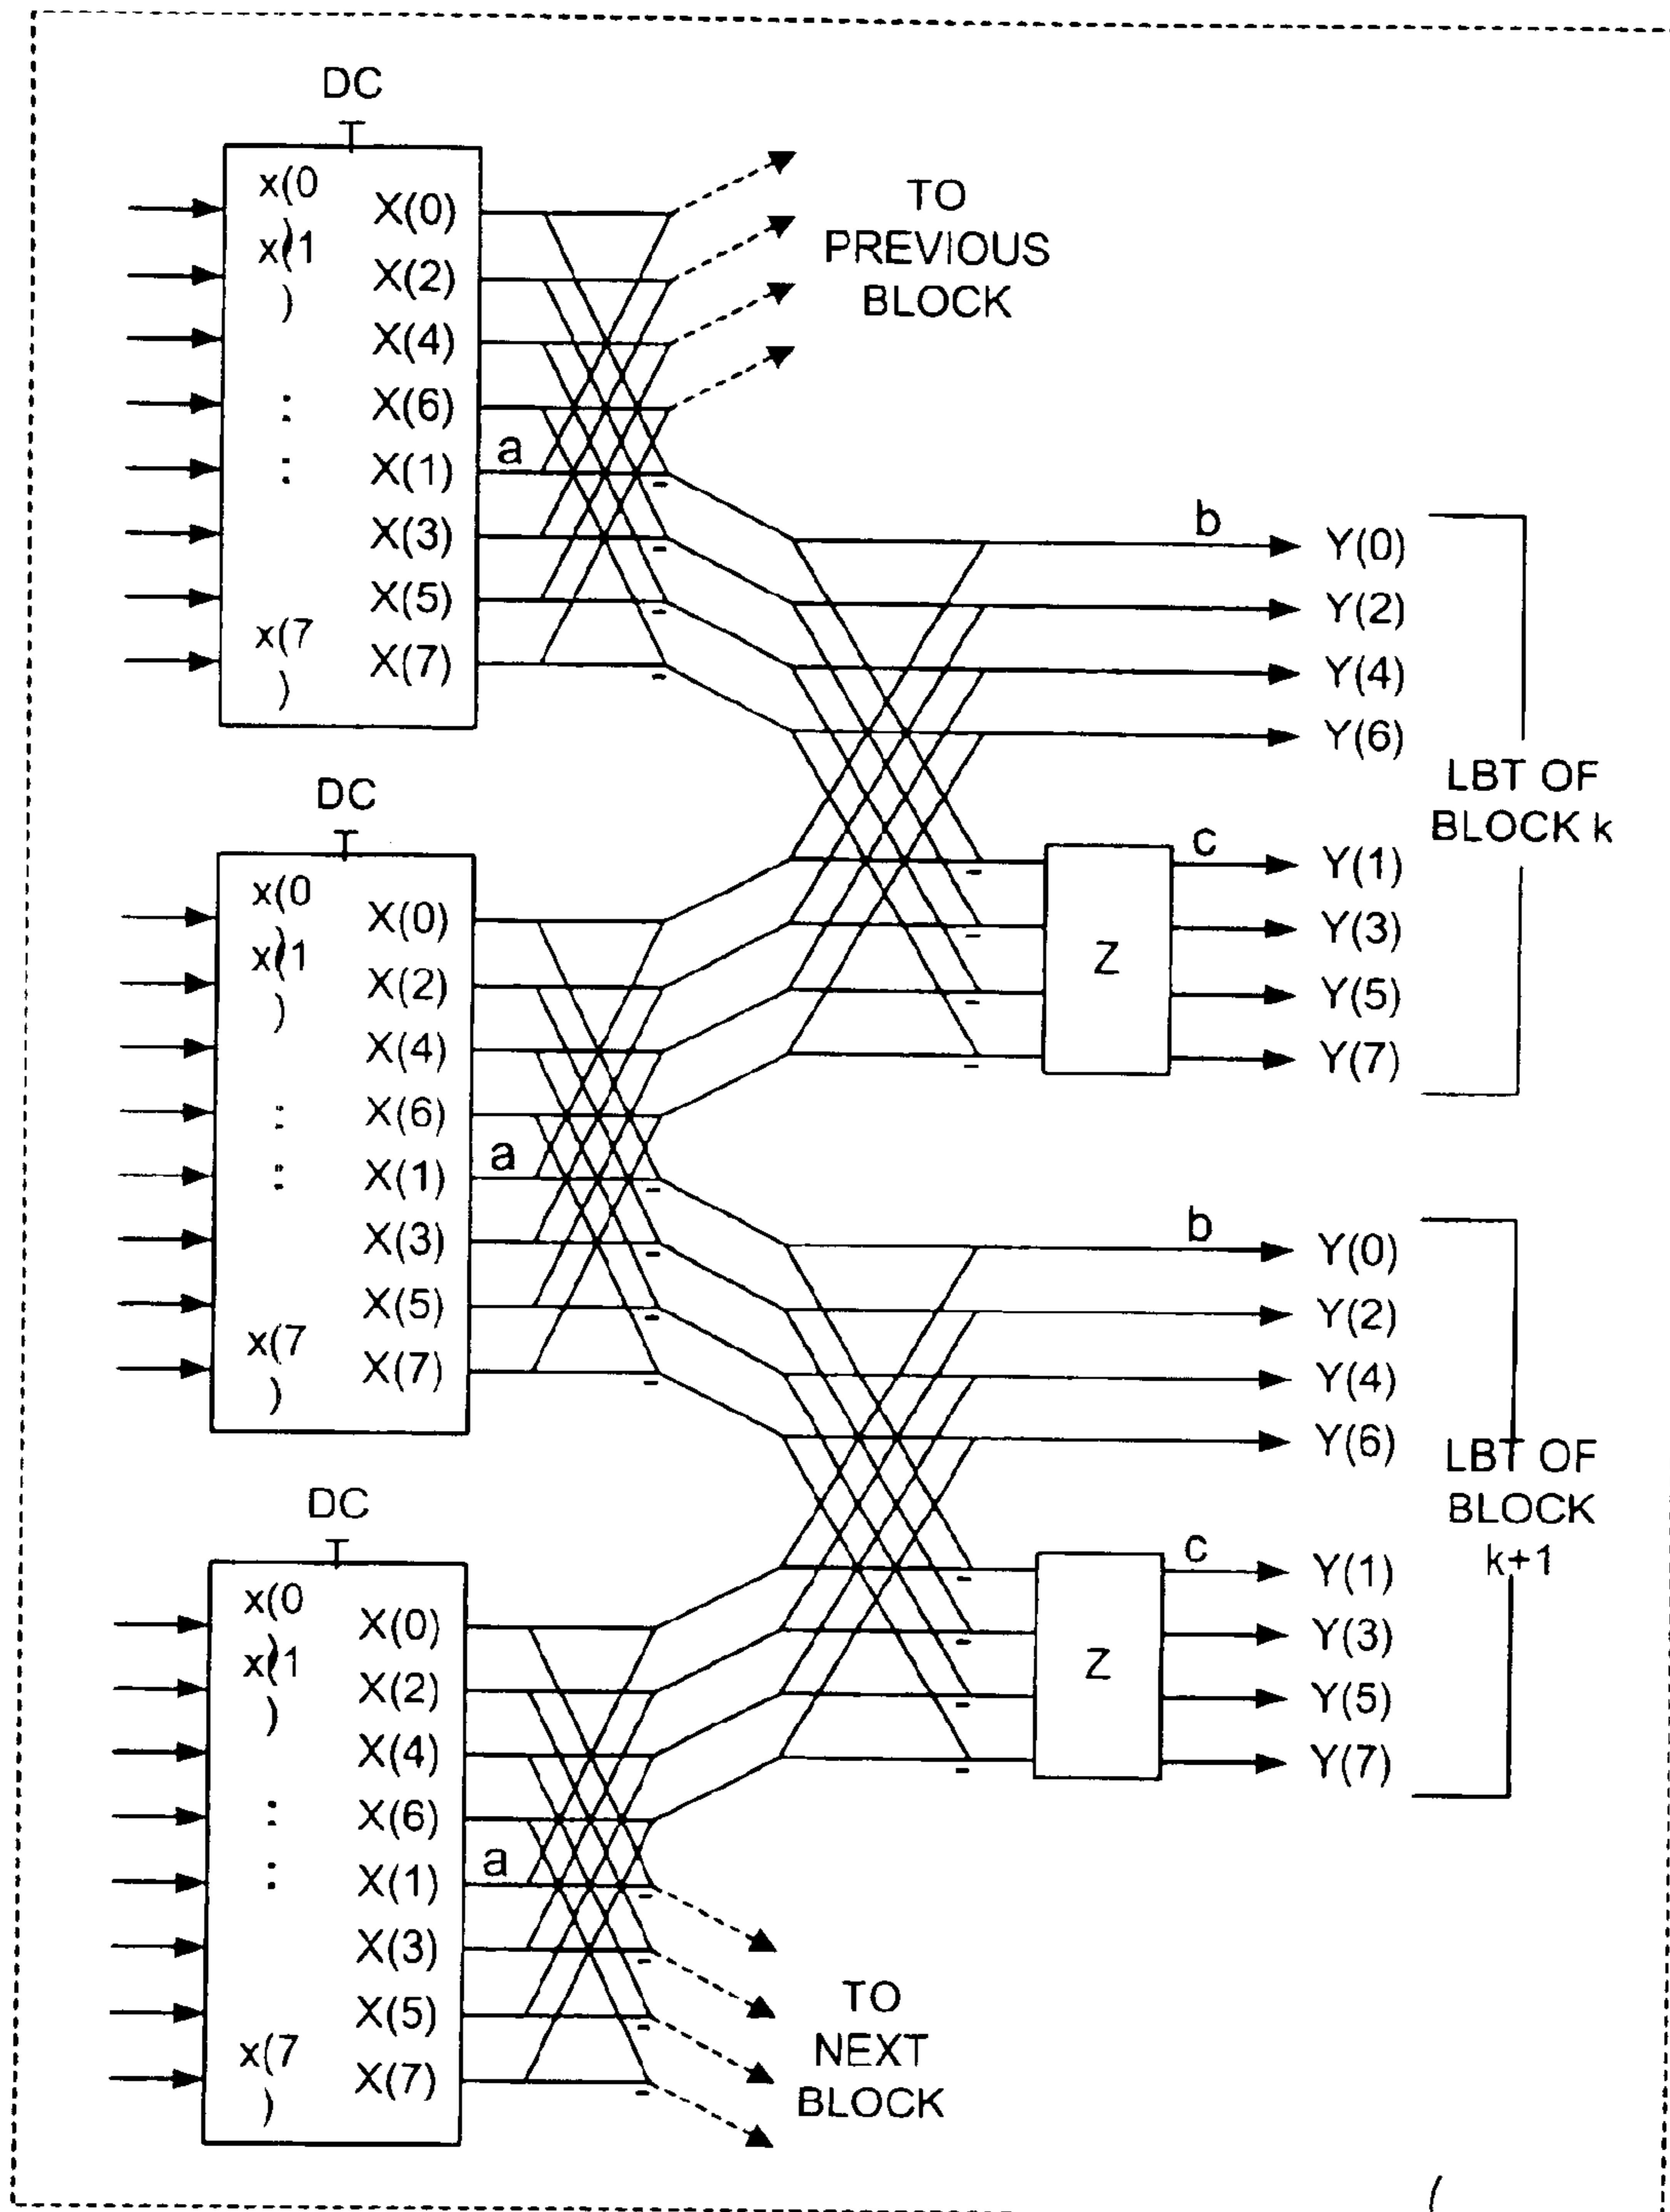 DC
T
x(0
)
x(1
)
:
:
x(7
)
X(0)
X(2)
X(4)
X(6)
X(1)
X(3)
X(5)
X(7)
a
-
-
-
-
TO
PREVIOUS
BLOCK
b
Y(0)
Y(2)
Y(4)
Y(6)
c
Y(1)
Y(3)
Y(5)
Y(7)
-
-
-
-
Z
LBT OF
BLOCK k
DC
T
x(0
)
x(1
)
:
:
x(7
)
X(0)
X(2)
X(4)
X(6)
X(1)
X(3)
X(5)
X(7)
a
-
-
-
-
b
Y(0)
Y(2)
Y(4)
Y(6)
c
Y(1)
Y(3)
Y(5)
Y(7)
-
-
-
-
Z
LBT OF
BLOCK
k+1
DC
T
x(0
)
x(1
)
:
:
x(7
)
X(0)
X(2)
X(4)
X(6)
X(1)
X(3)
X(5)
X(7)
a
-
-
-
-
TO
NEXT
BLOCK